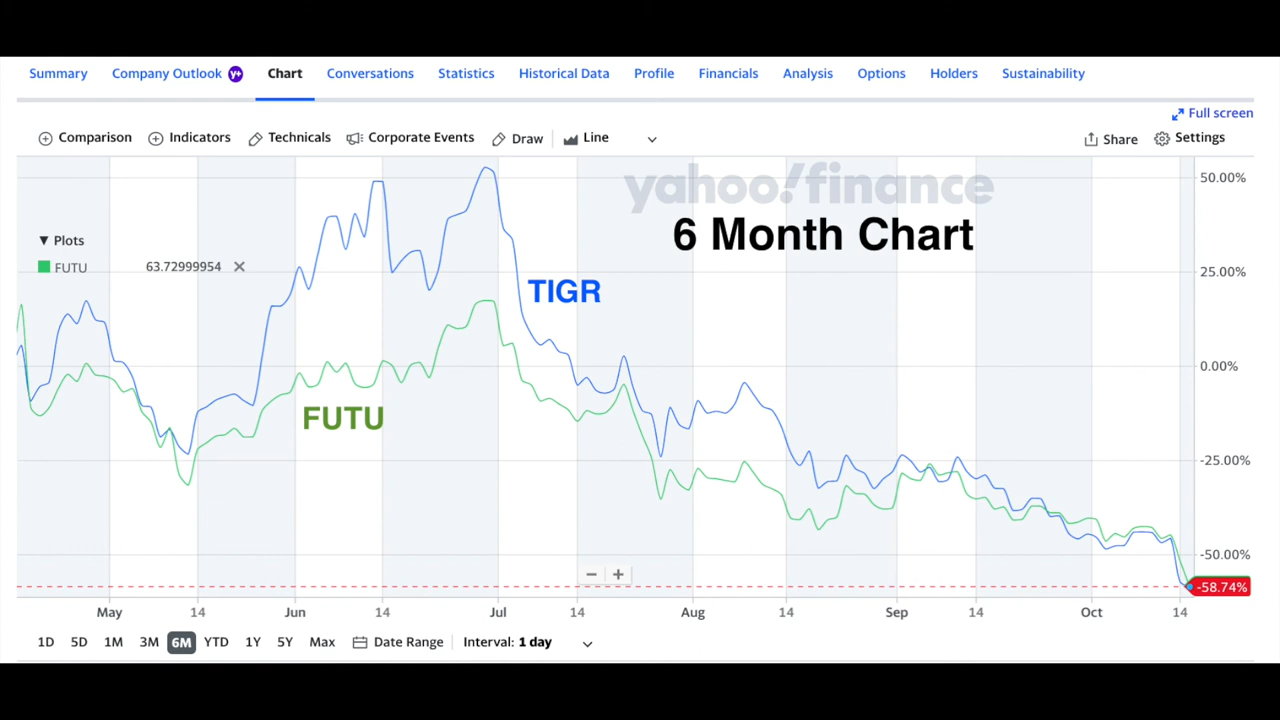 Summary Company Outlook y+ Chart Conversations Statistics Historical Data Profile Financials Analysis Options Holders Sustainability
Full screen
Comparison Indicators Technicals Corporate Events Draw Line Share Settings
yahoo!finance
50.00%
6 Month Chart
▼ Plots
FUTU 63.72999954 ✕
25.00%
TIGR
0.00%
FUTU
-25.00%
-50.00%
− +
-58.74%
May 14 Jun 14 Jul 14 Aug 14 Sep 14 Oct 14
1D 5D 1M 3M 6M YTD 1Y 5Y Max Date Range Interval: 1 day